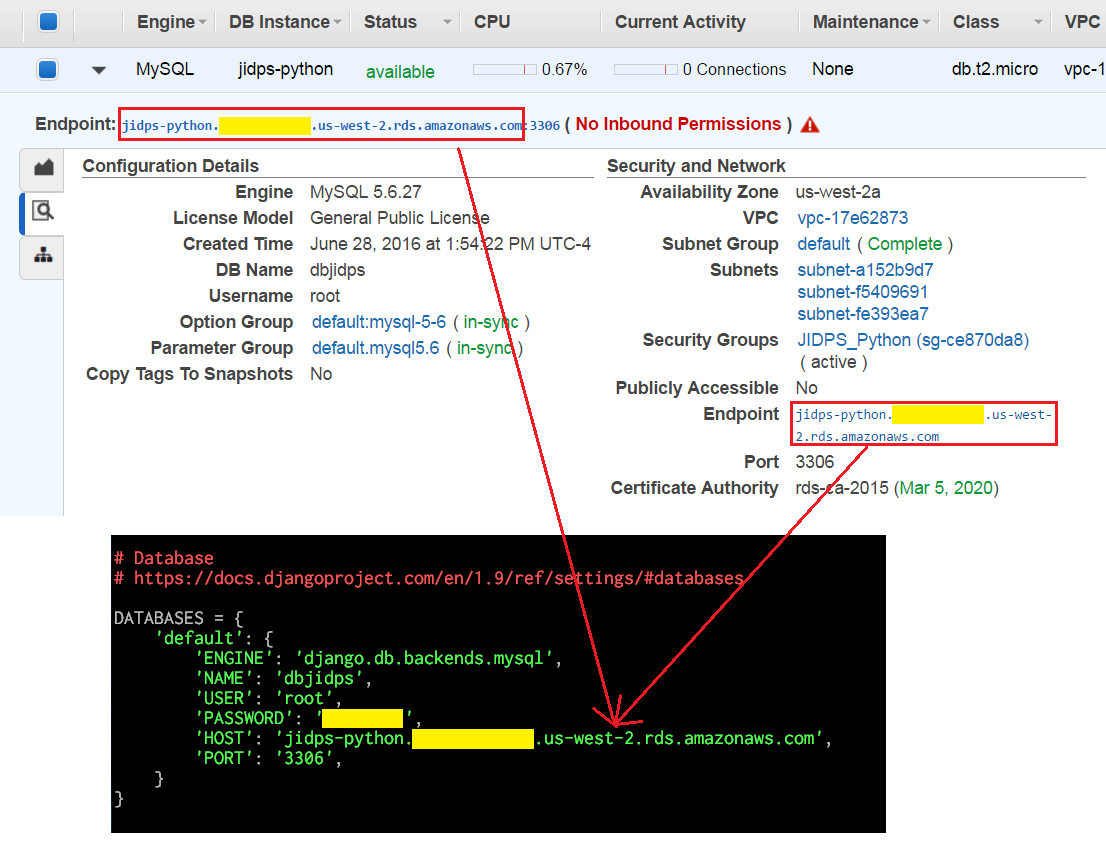 Engine DB Instance Status CPU Current Activity Maintenance Class VPC
MySQL jidps-python available 0.67% 0 Connections None db.t2.micro vpc-1
Endpoint: jidps-python. .us-west-2.rds.amazonaws.com:3306 ( No Inbound Permissions )
Configuration Details
Engine MySQL 5.6.27
License Model General Public License
Created Time June 28, 2016 at 1:54:22 PM UTC-4
DB Name dbjidps
Username root
Option Group default:mysql-5-6 ( in-sync )
Parameter Group default.mysql5.6 ( in-sync )
Copy Tags To Snapshots No
Security and Network
Availability Zone us-west-2a
VPC vpc-17e62873
Subnet Group default ( Complete )
Subnets subnet-a152b9d7
subnet-f5409691
subnet-fe393ea7
Security Groups JIDPS_Python (sg-ce870da8)
( active )
Publicly Accessible No
Endpoint jidps-python. .us-west-
2.rds.amazonaws.com
Port 3306
Certificate Authority rds-ca-2015 (Mar 5, 2020)
# Database
# https://docs.djangoproject.com/en/1.9/ref/settings/#databases
DATABASES = {
'default': {
'ENGINE': 'django.db.backends.mysql',
'NAME': 'dbjidps',
'USER': 'root',
'PASSWORD': ' ',
'HOST': 'jidps-python. .us-west-2.rds.amazonaws.com',
'PORT': '3306',
}
}